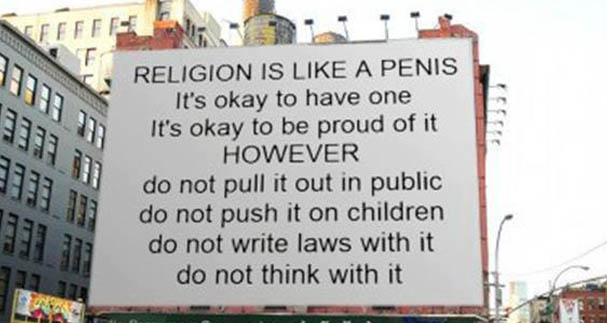 RELIGION IS LIKE A PENIS
It's okay to have one
It's okay to be proud of it
HOWEVER
do not pull it out in public
do not push it on children
do not write laws with it
do not think with it